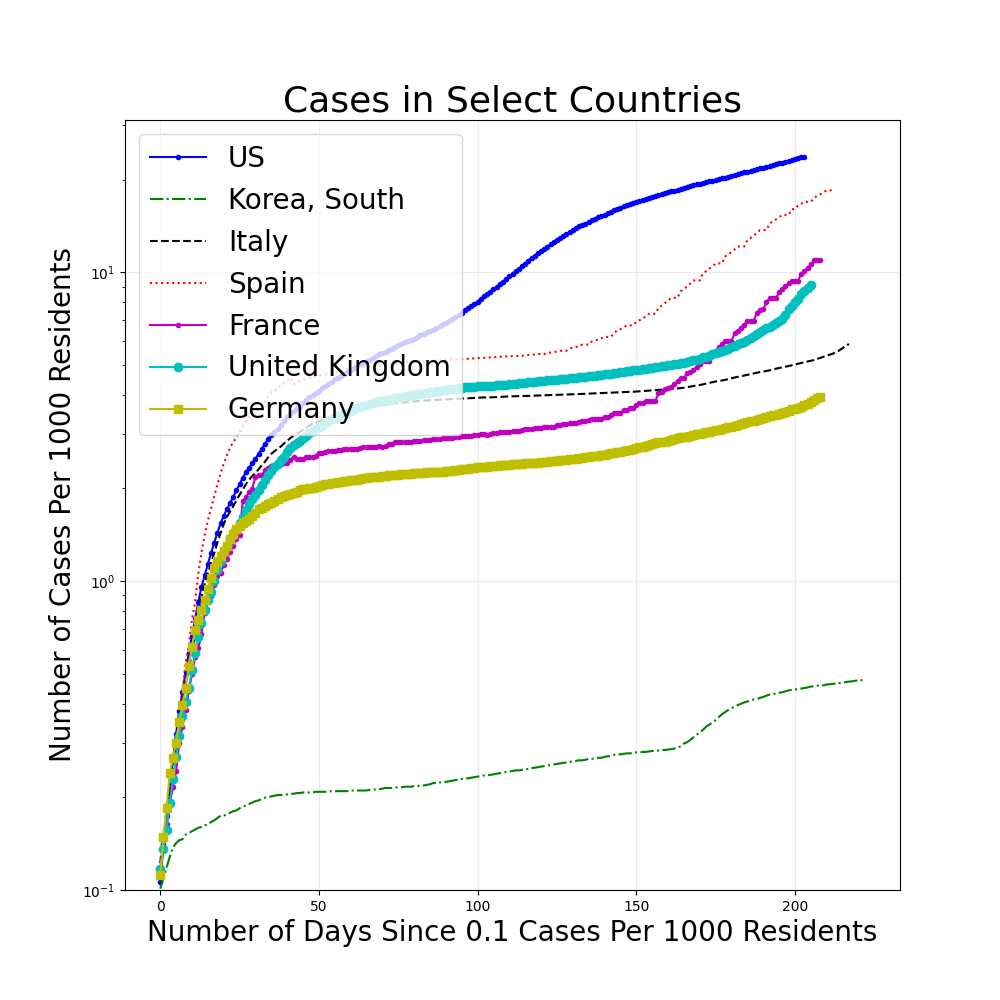 Cases in Select Countries
US
Korea, South
Italy
Spain
France
United Kingdom
Germany
Number of Cases Per 1000 Residents
10¹
10⁰
10⁻¹
0 50 100 150 200
Number of Days Since 0.1 Cases Per 1000 Residents